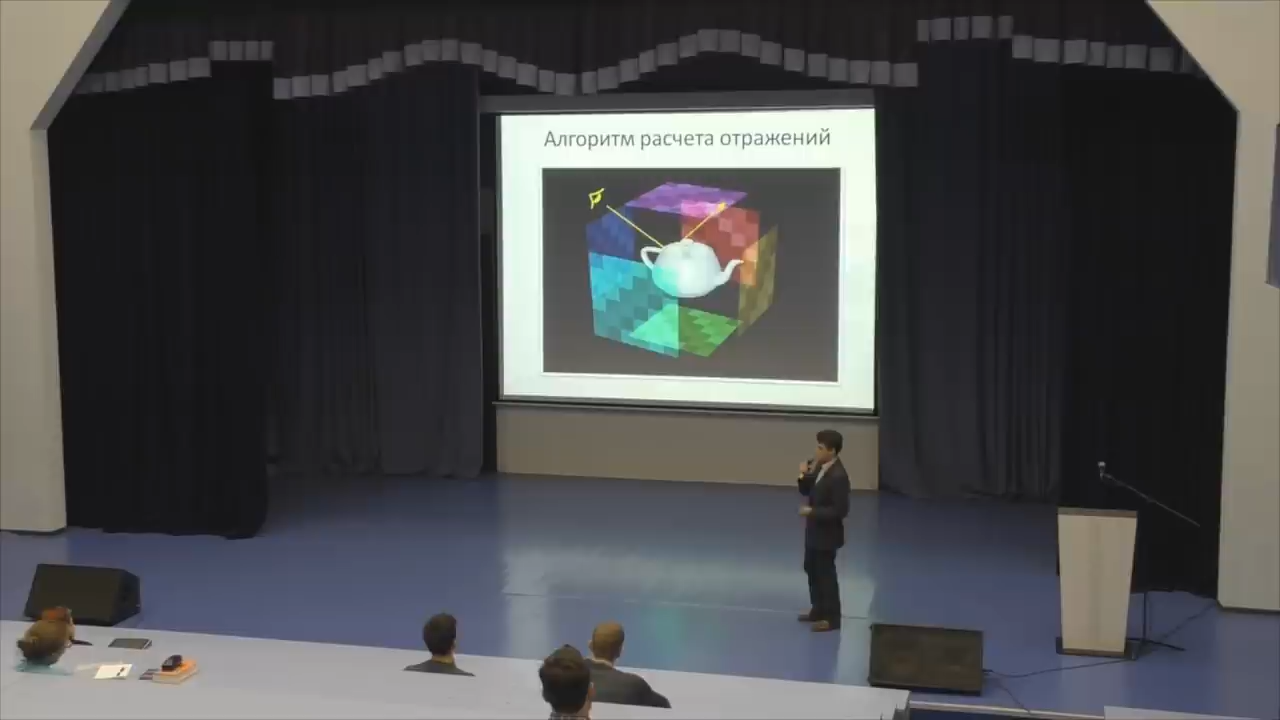 Алгоритм расчета отражений